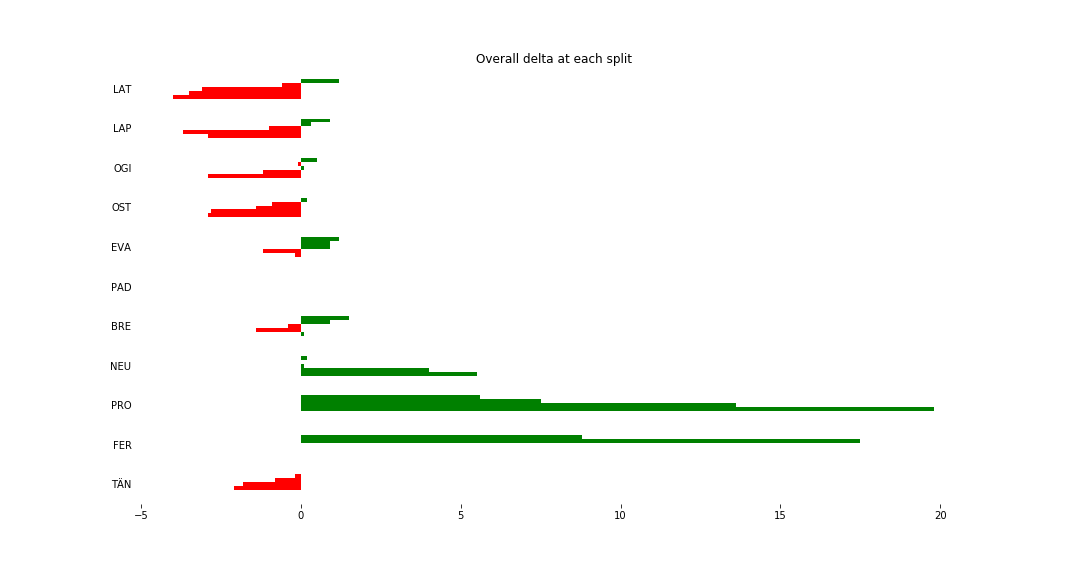 Overall delta at each split
LAT
LAP
OGI
OST
EVA
PAD
BRE
NEU
PRO
FER
TÄN
−5 0 5 10 15 20